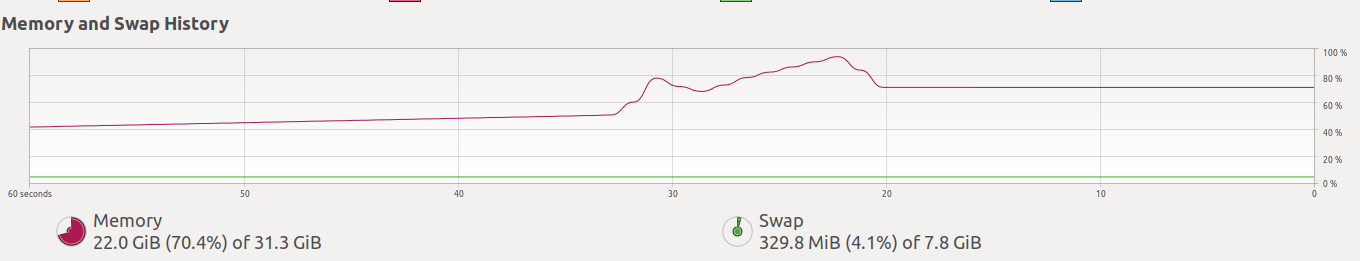 Memory and Swap History
100 %
80 %
60 %
40 %
20 %
0 %
60 seconds 50 40 30 20 10 0
Memory
22.0 GiB (70.4%) of 31.3 GiB
Swap
329.8 MiB (4.1%) of 7.8 GiB